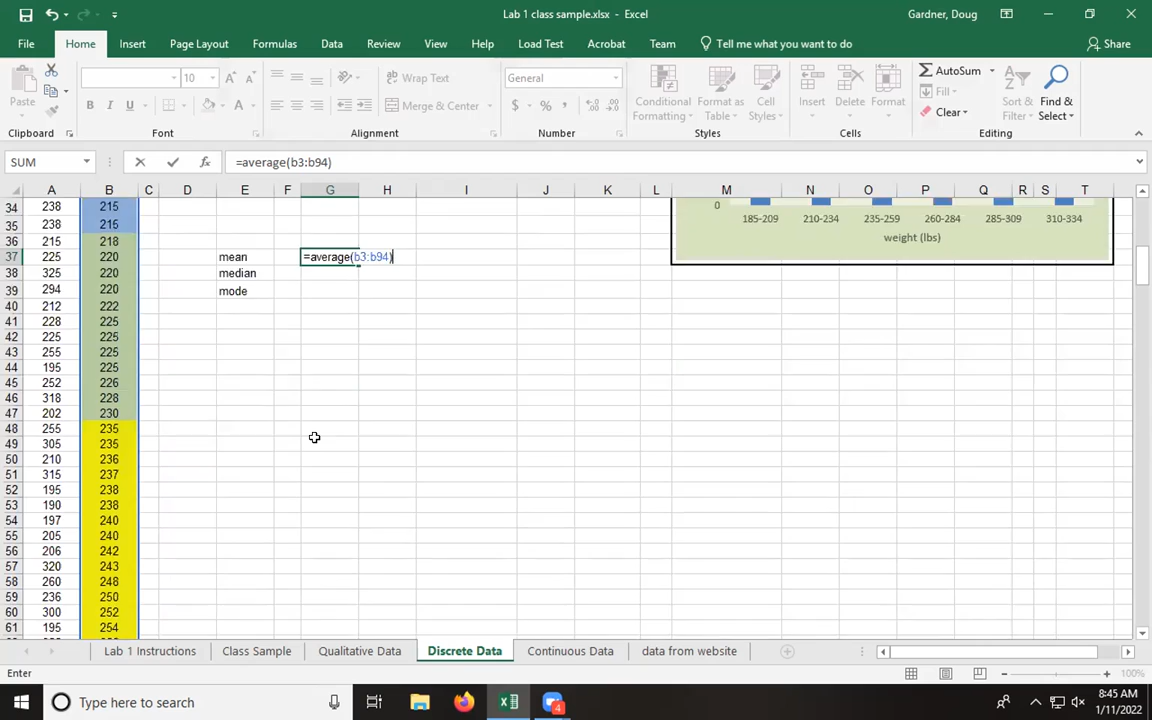 Lab 1 class sample.xlsx - Excel
Gardner, Doug
File Home Insert Page Layout Formulas Data Review View Help Load Test Acrobat Team Tell me what you want to do Share
Paste
10
B I U
A
Wrap Text
Merge & Center
General
$ % ,
Conditional Formatting
Format as Table
Cell Styles
Insert
Delete
Format
AutoSum
Fill
Clear
Sort & Filter
Find & Select
Clipboard Font Alignment Number Styles Cells Editing
SUM
fx
=average(b3:b94)
A B C D E F G H I J K L M N O P Q R S T
34 238 215 0
185-209 210-234 235-259 260-284 285-309 310-334
35 238 215
36 215 218 weight (lbs)
37 225 220 mean =average(b3:b94)
38 325 220 median
39 294 220 mode
40 212 222
41 228 225
42 225 225
43 255 225
44 195 225
45 252 226
46 318 228
47 202 230
48 255 235
49 305 235
50 210 236
51 315 237
52 195 238
53 190 238
54 197 240
55 205 240
56 206 242
57 320 243
58 260 248
59 236 250
60 300 252
61 195 254
Lab 1 Instructions Class Sample Qualitative Data Discrete Data Continuous Data data from website
Enter
100%
Type here to search
4
8:45 AM
1/11/2022